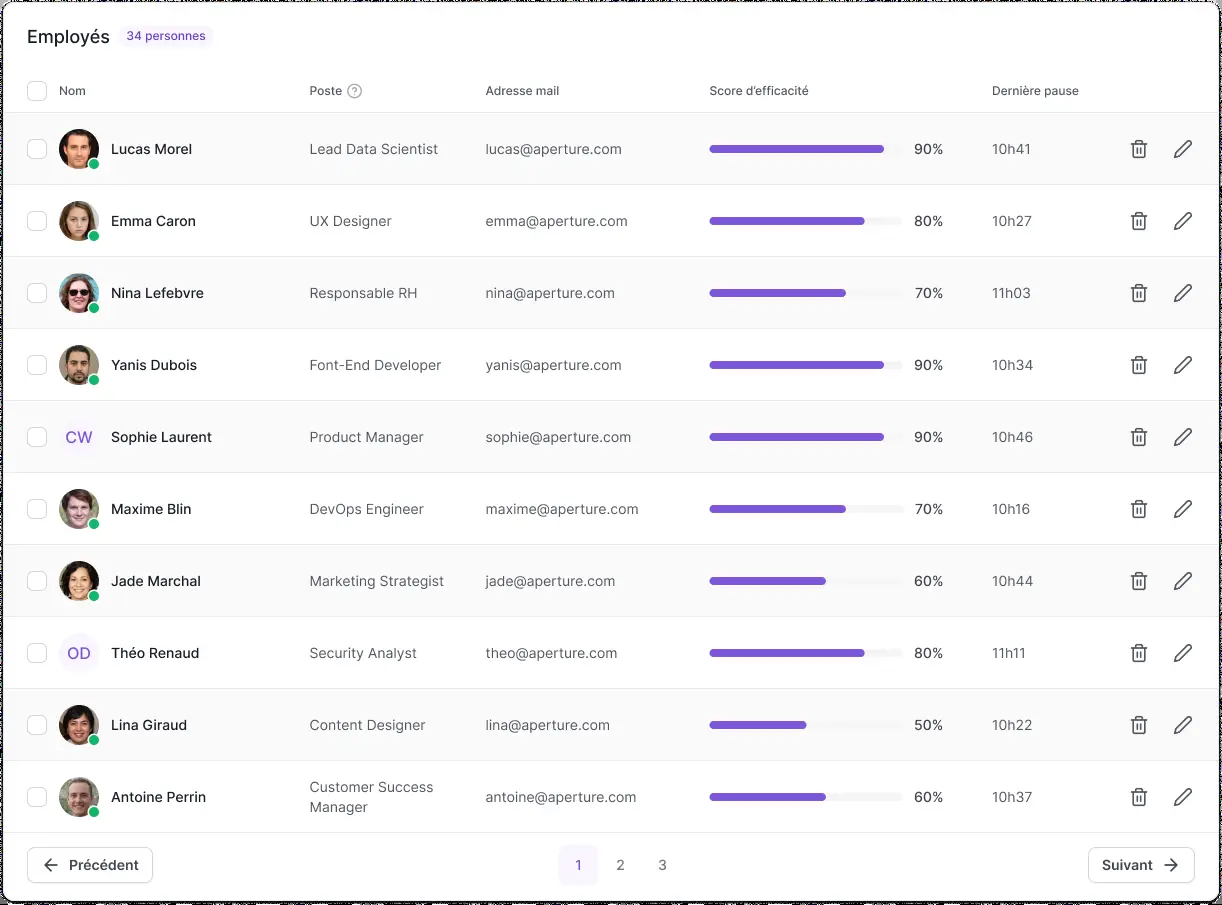 Employés 34 personnes
Nom Poste ? Adresse mail Score d’efficacité Dernière pause
Lucas Morel Lead Data Scientist lucas@aperture.com 90% 10h41
Emma Caron UX Designer emma@aperture.com 80% 10h27
Nina Lefebvre Responsable RH nina@aperture.com 70% 11h03
Yanis Dubois Font-End Developer yanis@aperture.com 90% 10h34
CW Sophie Laurent Product Manager sophie@aperture.com 90% 10h46
Maxime Blin DevOps Engineer maxime@aperture.com 70% 10h16
Jade Marchal Marketing Strategist jade@aperture.com 60% 10h44
OD Théo Renaud Security Analyst theo@aperture.com 80% 11h11
Lina Giraud Content Designer lina@aperture.com 50% 10h22
Antoine Perrin Customer Success Manager antoine@aperture.com 60% 10h37
Précédent 1 2 3 Suivant